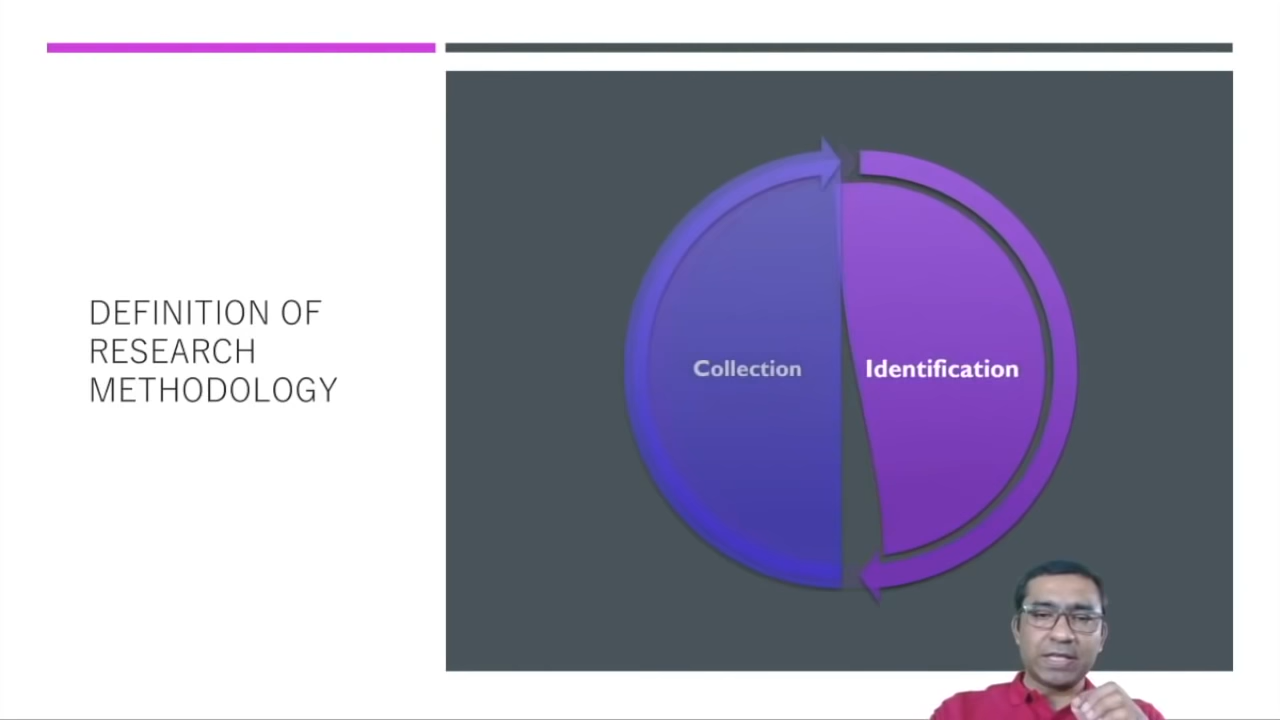 DEFINITION OF
RESEARCH
METHODOLOGY
Collection
Identification